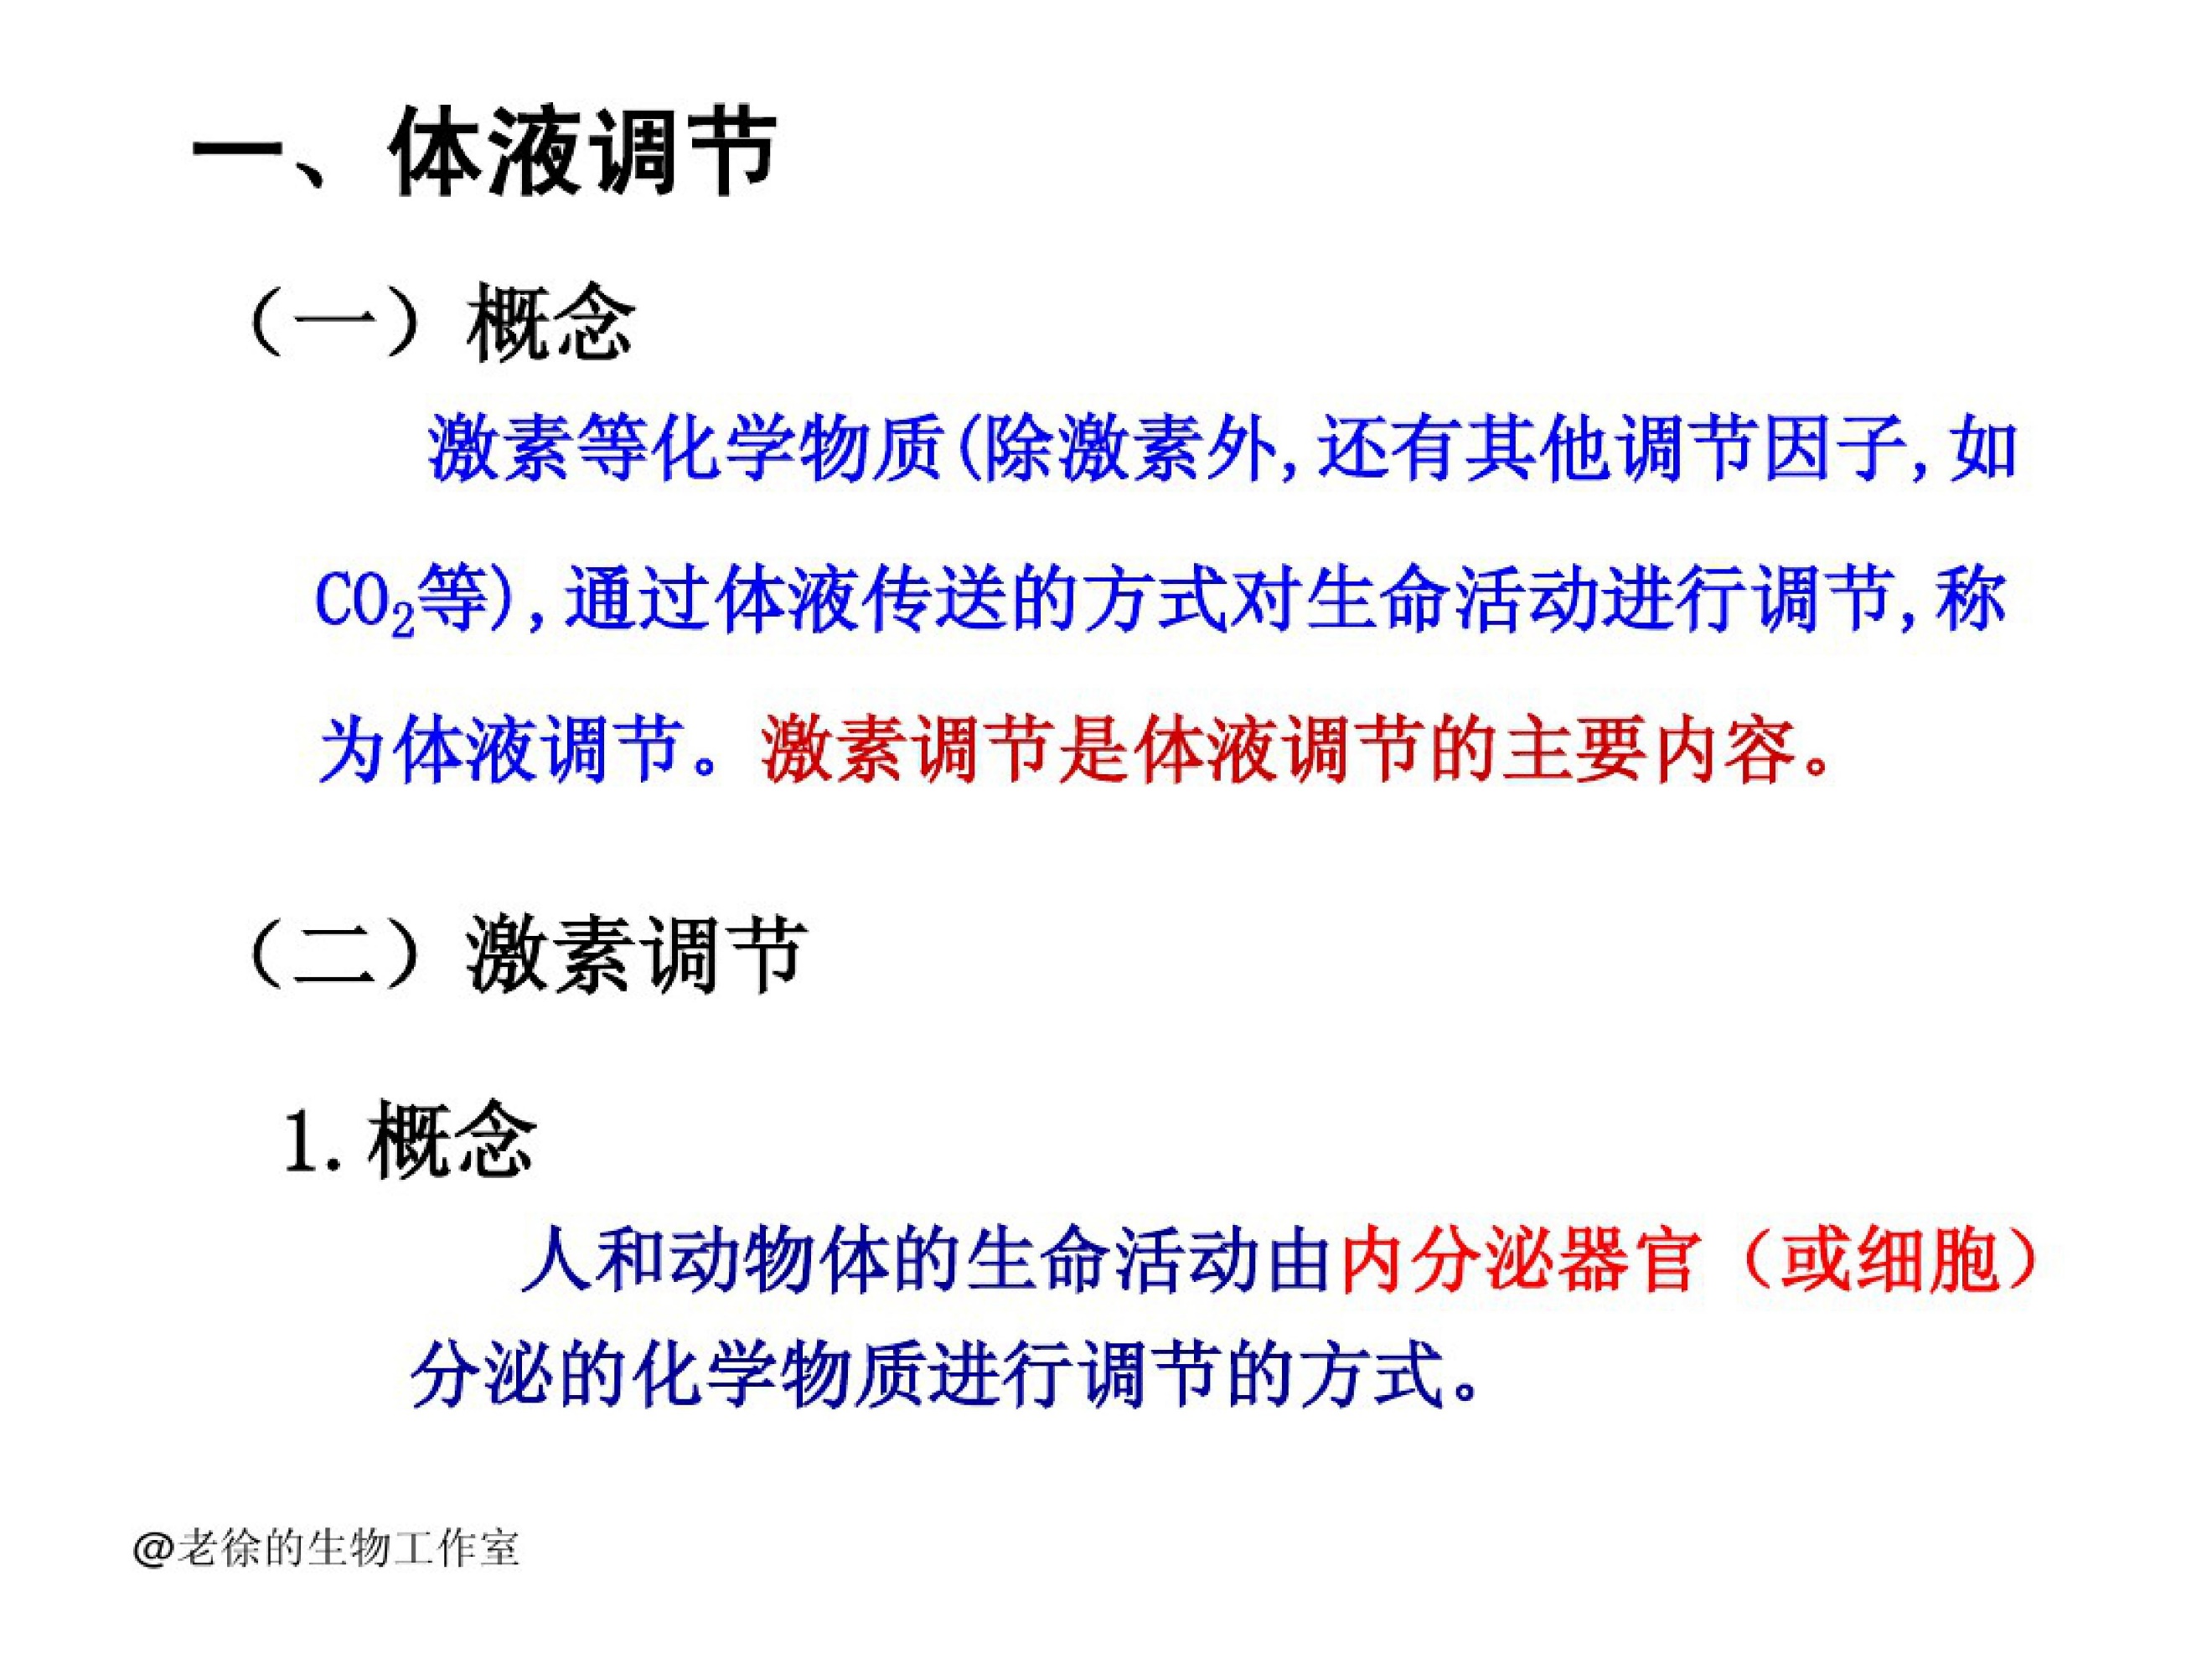 一、体液调节
（一）概念
激素等化学物质(除激素外,还有其他调节因子,如
CO₂等),通过体液传送的方式对生命活动进行调节,称
为体液调节。激素调节是体液调节的主要内容。
（二）激素调节
1.概念
人和动物体的生命活动由内分泌器官（或细胞）
分泌的化学物质进行调节的方式。
@老徐的生物工作室